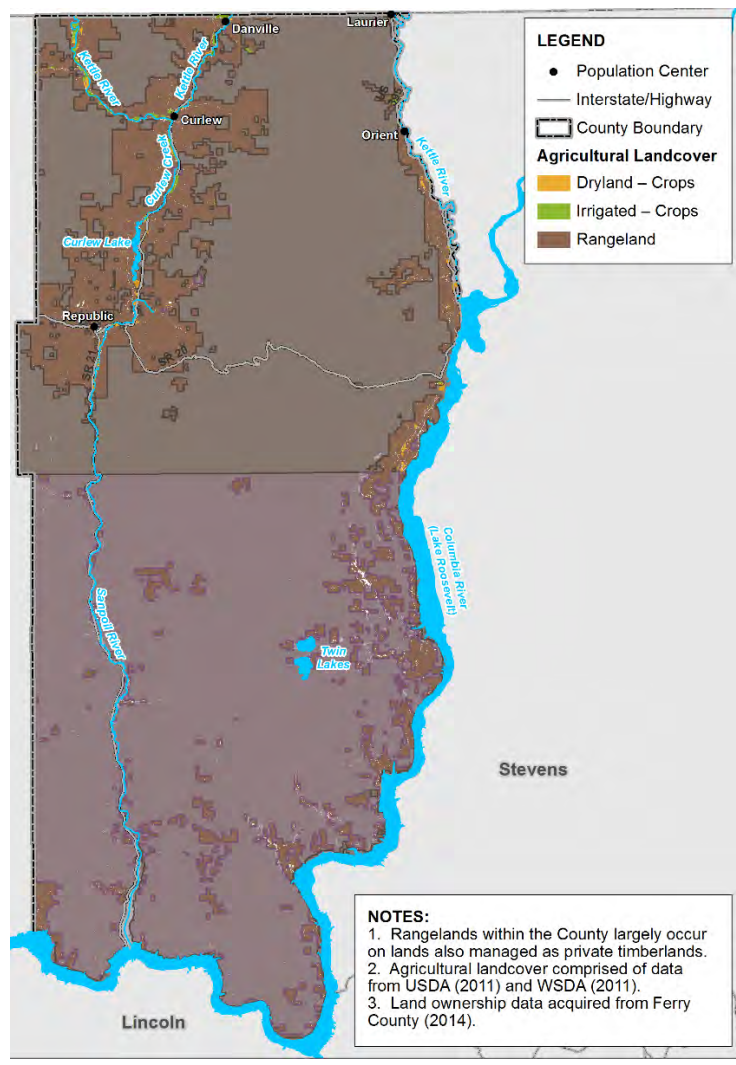 Laurier
Danville
Kettle River
Kettle River
Curlew
Orient
Kettle River
Curlew Creek
Curlew Lake
Republic
SR 21
SR 20
Columbia River
(Lake Roosevelt)
Sanpoil River
Twin
Lakes
Stevens
Lincoln
LEGEND
Population Center
Interstate/Highway
County Boundary
Agricultural Landcover
Dryland – Crops
Irrigated – Crops
Rangeland
NOTES:
1. Rangelands within the County largely occur
on lands also managed as private timberlands.
2. Agricultural landcover comprised of data
from USDA (2011) and WSDA (2011).
3. Land ownership data acquired from Ferry
County (2014).